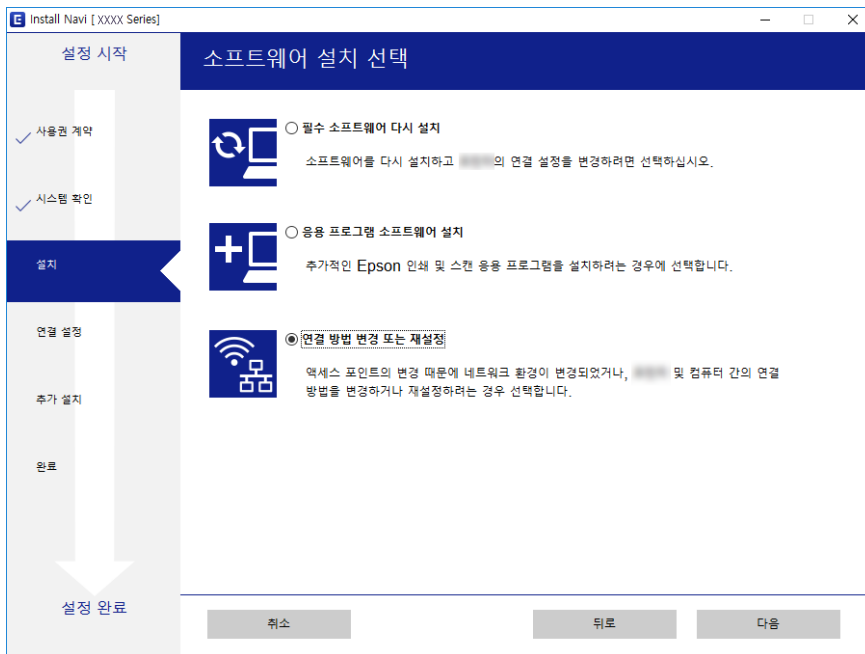 Install Navi [ XXXX Series]
설정 시작
사용권 계약
시스템 확인
설치
연결 설정
추가 설치
완료
설정 완료
소프트웨어 설치 선택
필수 소프트웨어 다시 설치
소프트웨어를 다시 설치하고 의 연결 설정을 변경하려면 선택하십시오.
응용 프로그램 소프트웨어 설치
추가적인 Epson 인쇄 및 스캔 응용 프로그램을 설치하려는 경우에 선택합니다.
연결 방법 변경 또는 재설정
액세스 포인트의 변경 때문에 네트워크 환경이 변경되었거나, 및 컴퓨터 간의 연결
방법을 변경하거나 재설정하려는 경우 선택합니다.
취소
뒤로
다음